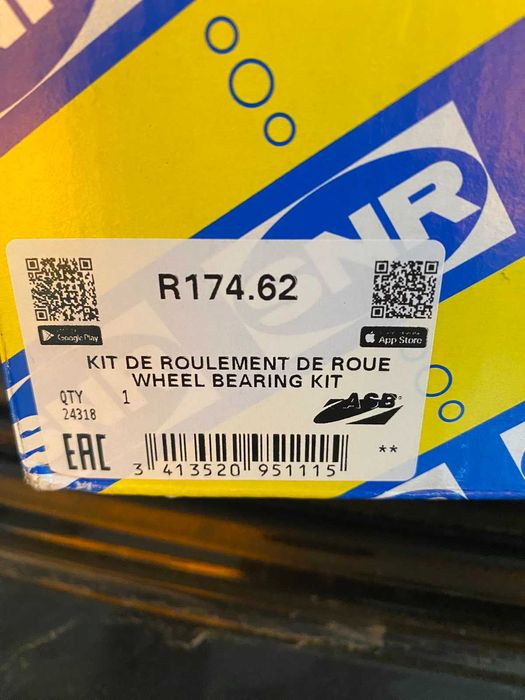 SNR
R174.62
Google Play
App Store
KIT DE ROULEMENT DE ROUE
WHEEL BEARING KIT
QTY 1
24318
ASB®
EAC
3 413520 951115
**